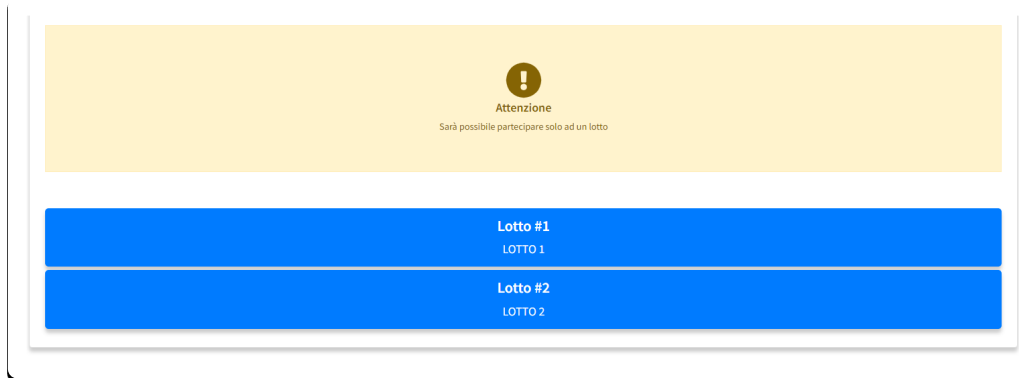 Attenzione
Sarà possibile partecipare solo ad un lotto
Lotto #1
LOTTO 1
Lotto #2
LOTTO 2